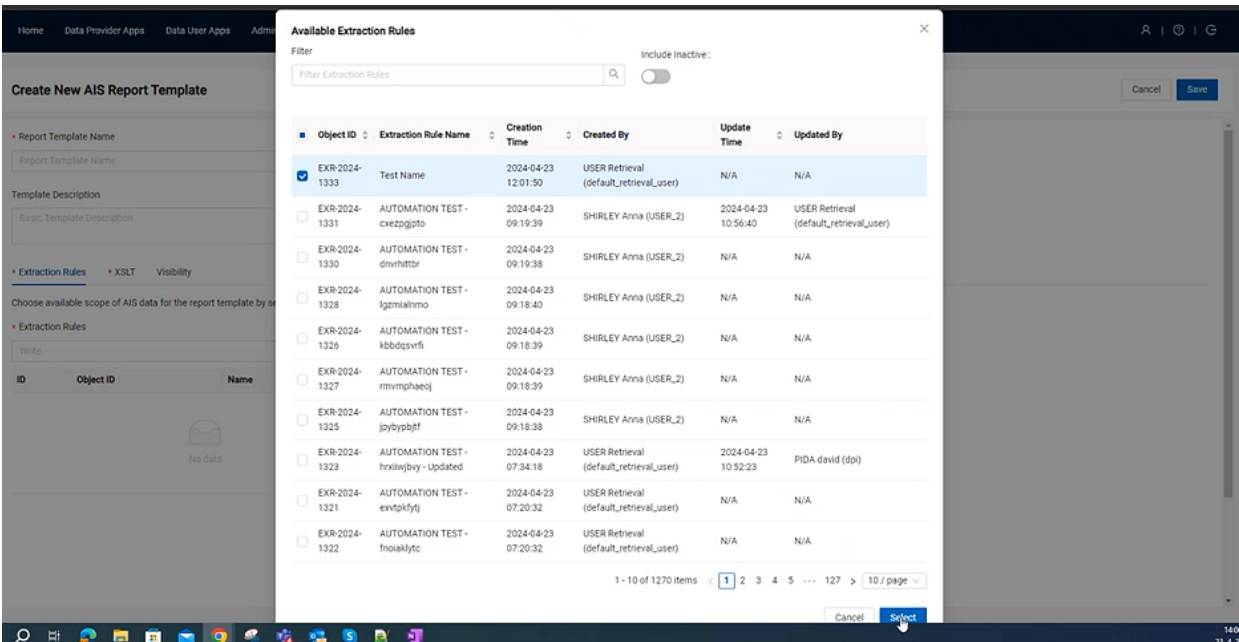 Home Data Provider Apps Data User Apps
Available Extraction Rules
Filter
Include Inactive:
Filter Extraction Rules
Create New AIS Report Template
Cancel Save
* Report Template Name
Report Template Name
Template Description
Basic Template Description
* Extraction Rules * XSLT Visibility
Choose available scope of AIS data for the report template by
* Extraction Rules
Write
ID Object ID Name
No data
Object ID Extraction Rule Name Creation Time Created By Update Time Updated By
EXR-2024-1333 Test Name 2024-04-23 12:01:50 USER Retrieval (default_retrieval_user) N/A N/A
EXR-2024-1331 AUTOMATION TEST - cxezpgjpto 2024-04-23 09:19:39 SHIRLEY Anna (USER_2) 2024-04-23 10:56:40 USER Retrieval (default_retrieval_user)
EXR-2024-1330 AUTOMATION TEST - dnvrhittbr 2024-04-23 09:19:38 SHIRLEY Anna (USER_2) N/A N/A
EXR-2024-1328 AUTOMATION TEST - lgzmialnmo 2024-04-23 09:18:40 SHIRLEY Anna (USER_2) N/A N/A
EXR-2024-1326 AUTOMATION TEST - kbbdqsvrfi 2024-04-23 09:18:39 SHIRLEY Anna (USER_2) N/A N/A
EXR-2024-1327 AUTOMATION TEST - rmvmphaeoj 2024-04-23 09:18:39 SHIRLEY Anna (USER_2) N/A N/A
EXR-2024-1325 AUTOMATION TEST - jpybypbjtf 2024-04-23 09:18:38 SHIRLEY Anna (USER_2) N/A N/A
EXR-2024-1323 AUTOMATION TEST - hrxiiwjbvy - Updated 2024-04-23 07:34:18 USER Retrieval (default_retrieval_user) 2024-04-23 10:52:23 PIDA david (dpi)
EXR-2024-1321 AUTOMATION TEST - exvtpkfytj 2024-04-23 07:20:32 USER Retrieval (default_retrieval_user) N/A N/A
EXR-2024-1322 AUTOMATION TEST - fnoiaklytc 2024-04-23 07:20:32 USER Retrieval (default_retrieval_user) N/A N/A
1 - 10 of 1270 items < 1 2 3 4 5 ··· 127 > 10 / page
Cancel Select